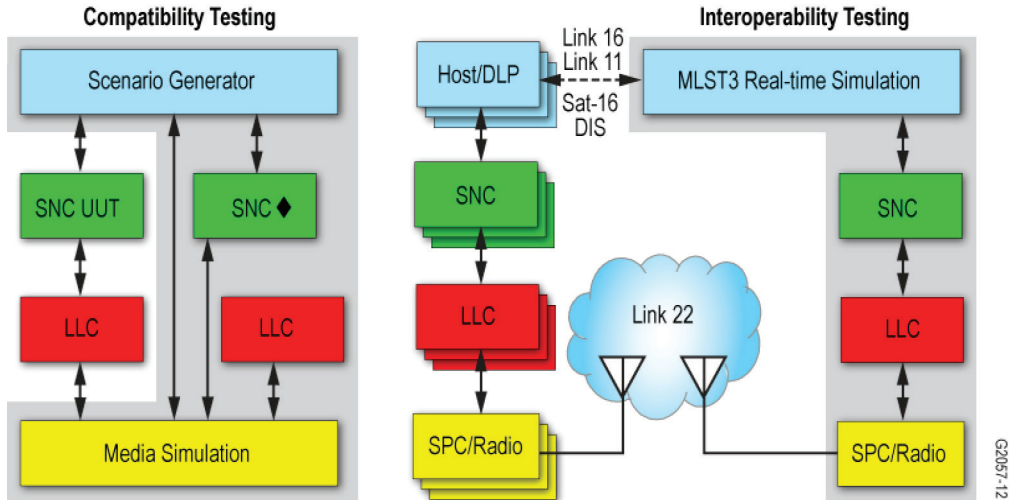 Compatibility Testing
Scenario Generator
SNC UUT
SNC ♦
LLC
LLC
Media Simulation
Interoperability Testing
Host/DLP
Link 16
Link 11
Sat-16
DIS
MLST3 Real-time Simulation
SNC
SNC
LLC
Link 22
LLC
SPC/Radio
SPC/Radio
G2057-12